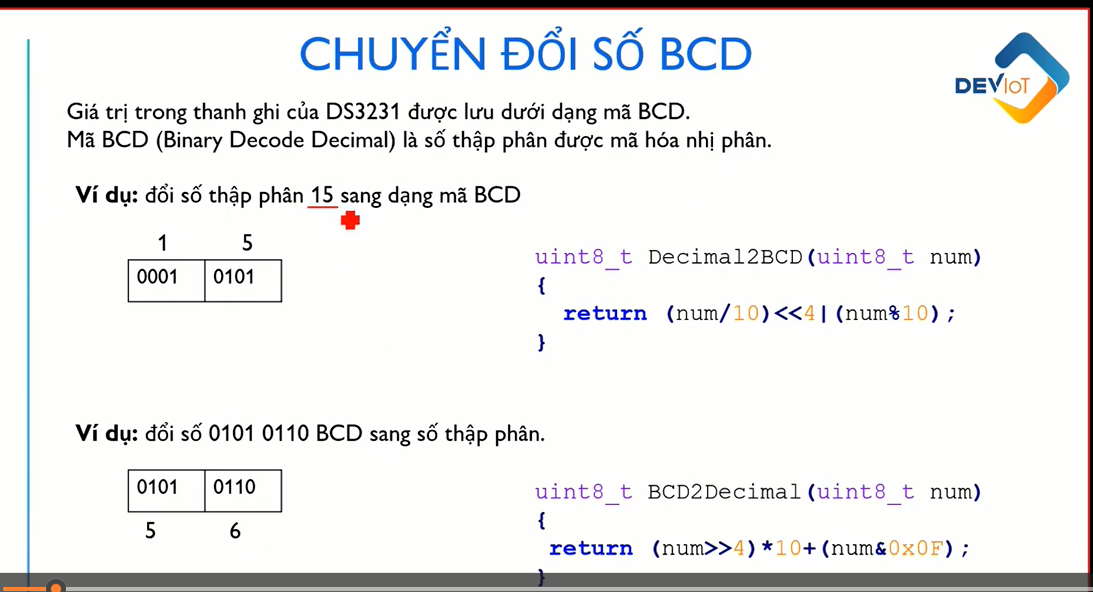 CHUYỂN ĐỔI SỐ BCD
DEVIoT
Giá trị trong thanh ghi của DS3231 được lưu dưới dạng mã BCD.
Mã BCD (Binary Decode Decimal) là số thập phân được mã hóa nhị phân.
Ví dụ: đổi số thập phân 15 sang dạng mã BCD
1 5
0001 0101
uint8_t Decimal2BCD(uint8_t num)
{
return (num/10)<<4|(num%10);
}
Ví dụ: đổi số 0101 0110 BCD sang số thập phân.
0101 0110
5 6
uint8_t BCD2Decimal(uint8_t num)
{
return (num>>4)*10+(num&0x0F);
}